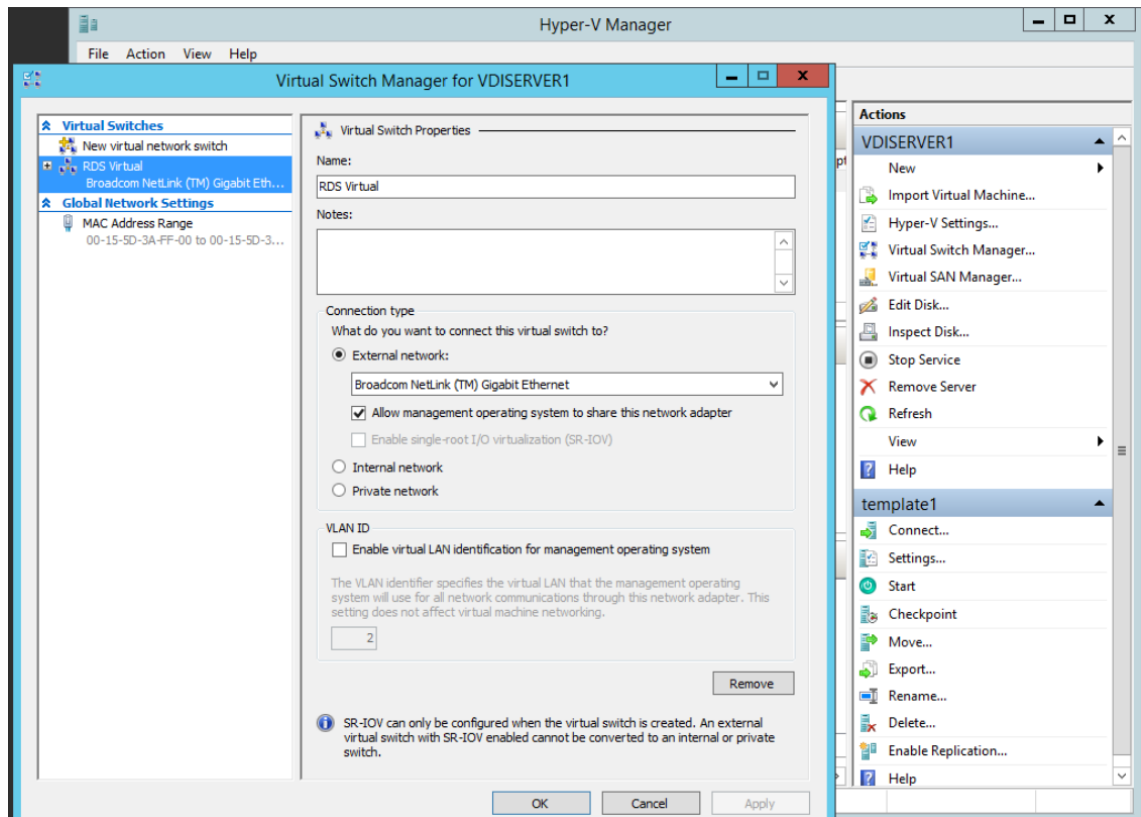 Hyper-V Manager
File Action View Help
Virtual Switch Manager for VDISERVER1
Virtual Switches
New virtual network switch
RDS Virtual
Broadcom NetLink (TM) Gigabit Eth...
Global Network Settings
MAC Address Range
00-15-5D-3A-FF-00 to 00-15-5D-3...
Virtual Switch Properties
Name:
RDS Virtual
Notes:
Connection type
What do you want to connect this virtual switch to?
External network:
Broadcom NetLink (TM) Gigabit Ethernet
Allow management operating system to share this network adapter
Enable single-root I/O virtualization (SR-IOV)
Internal network
Private network
VLAN ID
Enable virtual LAN identification for management operating system
The VLAN identifier specifies the virtual LAN that the management operating
system will use for all network communications through this network adapter. This
setting does not affect virtual machine networking.
2
Remove
SR-IOV can only be configured when the virtual switch is created. An external
virtual switch with SR-IOV enabled cannot be converted to an internal or private
switch.
OK Cancel Apply
Actions
VDISERVER1
New
Import Virtual Machine...
Hyper-V Settings...
Virtual Switch Manager...
Virtual SAN Manager...
Edit Disk...
Inspect Disk...
Stop Service
Remove Server
Refresh
View
Help
template1
Connect...
Settings...
Start
Checkpoint
Move...
Export...
Rename...
Delete...
Enable Replication...
Help